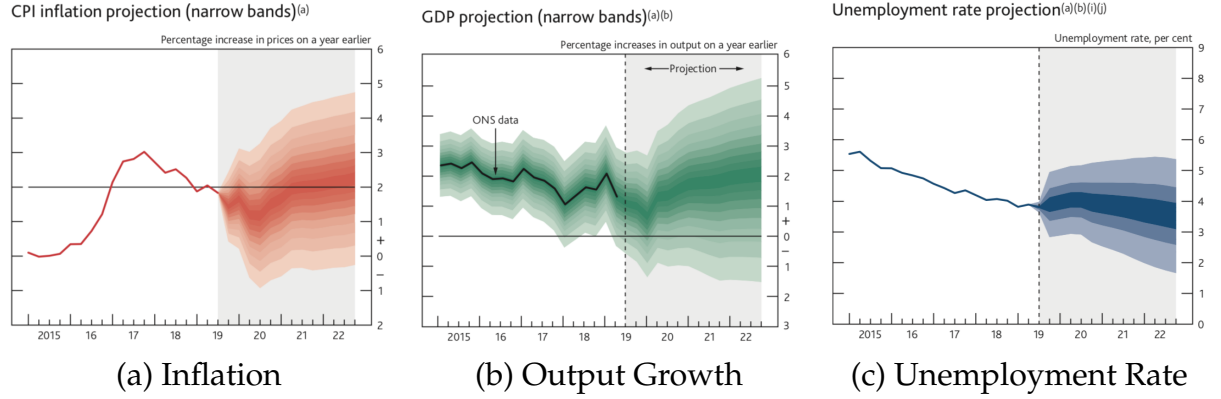 CPI inflation projection (narrow bands)(a)
Percentage increase in prices on a year earlier
6
5
4
3
2
1
+
0
–
1
2
2015 16 17 18 19 20 21 22
(a) Inflation
GDP projection (narrow bands)(a)(b)
Percentage increases in output on a year earlier
Projection
ONS data
6
5
4
3
2
1
+
0
–
1
2
3
2015 16 17 18 19 20 21 22
(b) Output Growth
Unemployment rate projection(a)(b)(i)(j)
Unemployment rate, per cent
9
8
7
6
5
4
3
2
1
0
2015 16 17 18 19 20 21 22
(c) Unemployment Rate